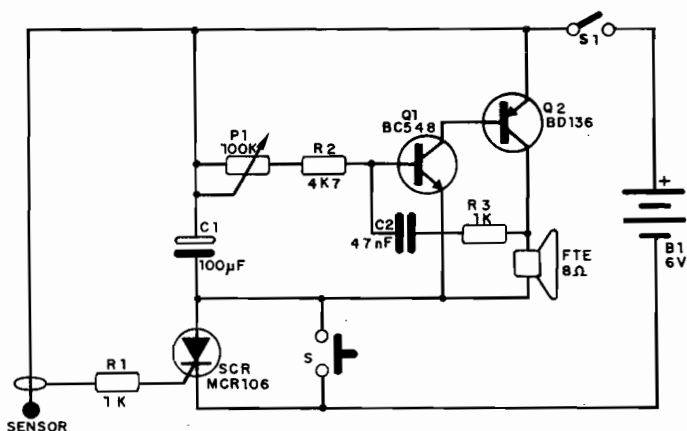 S1
Q2
BD136
Q1
BC548
P1
100K
R2
4K7
R3
1K
C2
47nF
+
B1
6V
C1
100µF
FTE
8Ω
S
SCR
MCR106
R1
1K
SENSOR